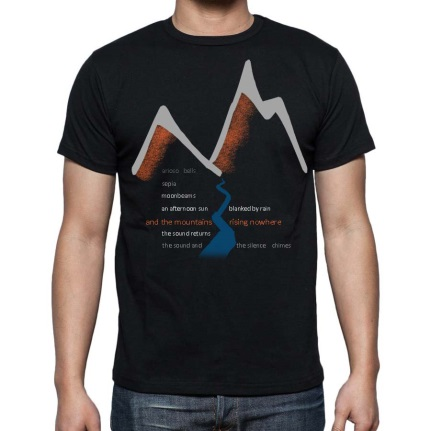 bells
sepia
moonbeams
an afternoon sun blanked by rain
and the mountains rising nowhere
the sound returns
the sound and the silence chimes